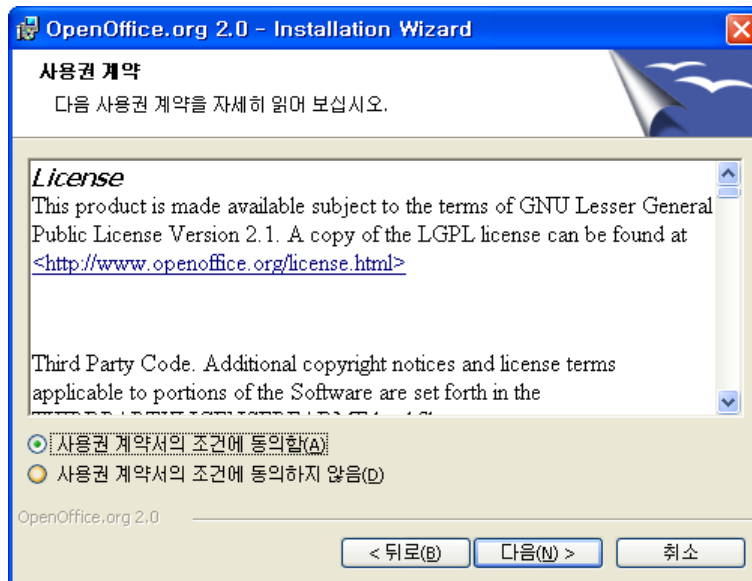 OpenOffice.org 2.0 - Installation Wizard
사용권 계약
다음 사용권 계약을 자세히 읽어 보십시오.
License
This product is made available subject to the terms of GNU Lesser General
Public License Version 2.1. A copy of the LGPL license can be found at
<http://www.openoffice.org/license.html>
Third Party Code. Additional copyright notices and license terms
applicable to portions of the Software are set forth in the
사용권 계약서의 조건에 동의함(A)
사용권 계약서의 조건에 동의하지 않음(D)
OpenOffice.org 2.0
< 뒤로(B) 다음(N) > 취소